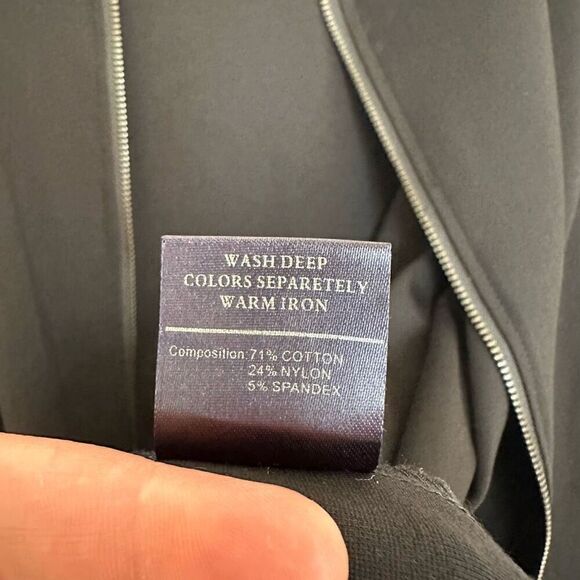 WASH DEEP
COLORS SEPARETELY
WARM IRON
Composition:71% COTTON
24% NYLON
5% SPANDEX